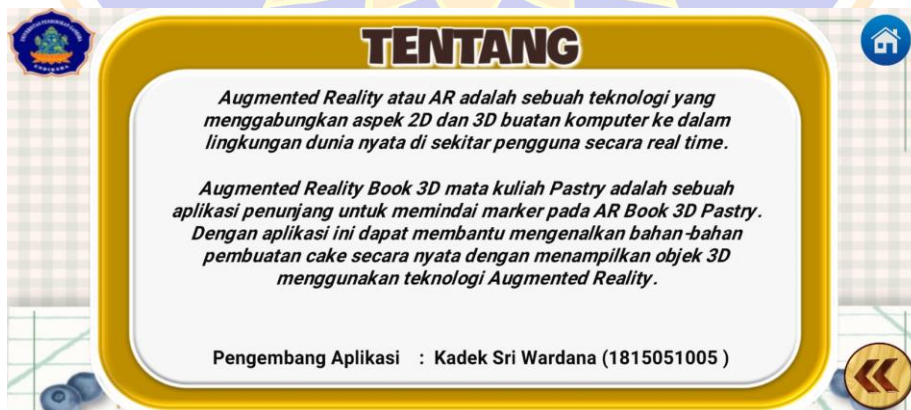 TENTANG
Augmented Reality atau AR adalah sebuah teknologi yang
menggabungkan aspek 2D dan 3D buatan komputer ke dalam
lingkungan dunia nyata di sekitar pengguna secara real time.
Augmented Reality Book 3D mata kuliah Pastry adalah sebuah
aplikasi penunjang untuk memindai marker pada AR Book 3D Pastry.
Dengan aplikasi ini dapat membantu mengenalkan bahan-bahan
pembuatan cake secara nyata dengan menampilkan objek 3D
menggunakan teknologi Augmented Reality.
Pengembang Aplikasi : Kadek Sri Wardana (1815051005 )